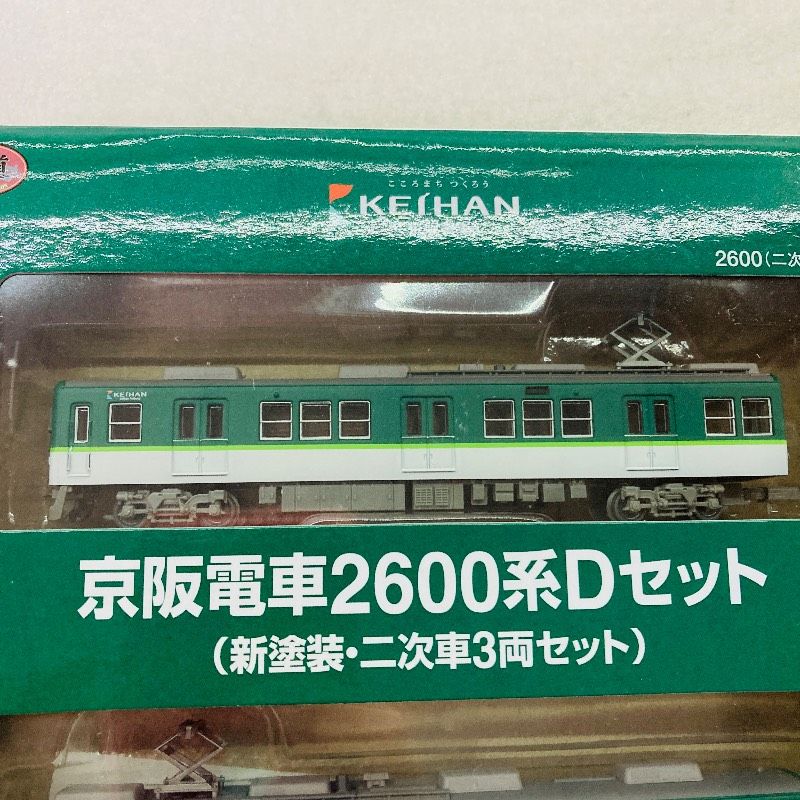 道
こころまち つくろう
KEIHAN
2600(二次
KEIHAN
京阪電車2600系Dセット
(新塗装・二次車3両セット)